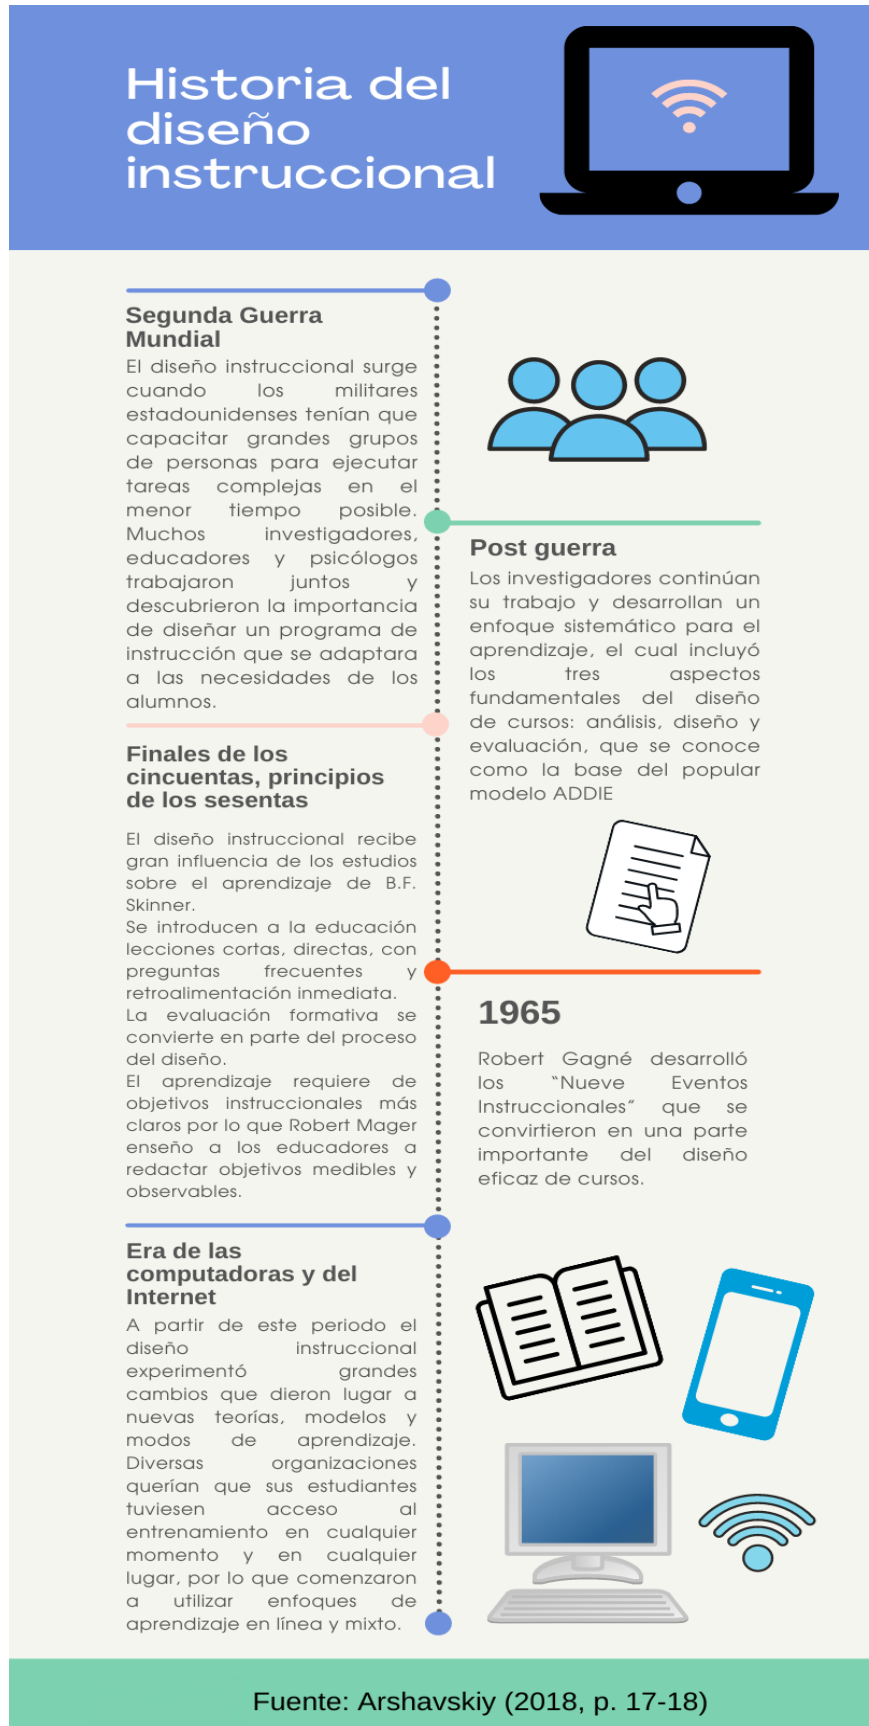 Historia del
diseño
instruccional
Segunda Guerra
Mundial
El diseño instruccional surge
cuando los militares
estadounidenses tenían que
capacitar grandes grupos
de personas para ejecutar
tareas complejas en el
menor tiempo posible.
Muchos investigadores,
educadores y psicólogos
trabajaron juntos y
descubrieron la importancia
de diseñar un programa de
instrucción que se adaptara
a las necesidades de los
alumnos.
Post guerra
Los investigadores continúan
su trabajo y desarrollan un
enfoque sistemático para el
aprendizaje, el cual incluyó
los tres aspectos
fundamentales del diseño
de cursos: análisis, diseño y
evaluación, que se conoce
como la base del popular
modelo ADDIE
Finales de los
cincuentas, principios
de los sesentas
El diseño instruccional recibe
gran influencia de los estudios
sobre el aprendizaje de B.F.
Skinner.
Se introducen a la educación
lecciones cortas, directas, con
preguntas frecuentes y
retroalimentación inmediata.
La evaluación formativa se
convierte en parte del proceso
del diseño.
El aprendizaje requiere de
objetivos instruccionales más
claros por lo que Robert Mager
enseño a los educadores a
redactar objetivos medibles y
observables.
1965
Robert Gagné desarrolló
los “Nueve Eventos
Instruccionales” que se
convirtieron en una parte
importante del diseño
eficaz de cursos.
Era de las
computadoras y del
Internet
A partir de este periodo el
diseño instruccional
experimentó grandes
cambios que dieron lugar a
nuevas teorías, modelos y
modos de aprendizaje.
Diversas organizaciones
querían que sus estudiantes
tuviesen acceso al
entrenamiento en cualquier
momento y en cualquier
lugar, por lo que comenzaron
a utilizar enfoques de
aprendizaje en línea y mixto.
Fuente: Arshavskiy (2018, p. 17-18)